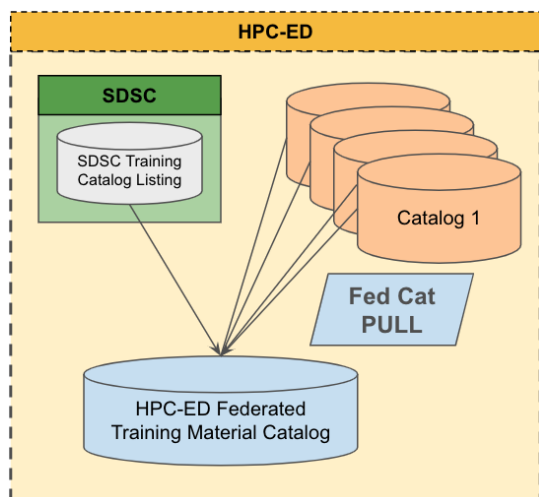 HPC-ED
SDSC
SDSC Training
Catalog Listing
Catalog 1
Fed Cat
PULL
HPC-ED Federated
Training Material Catalog